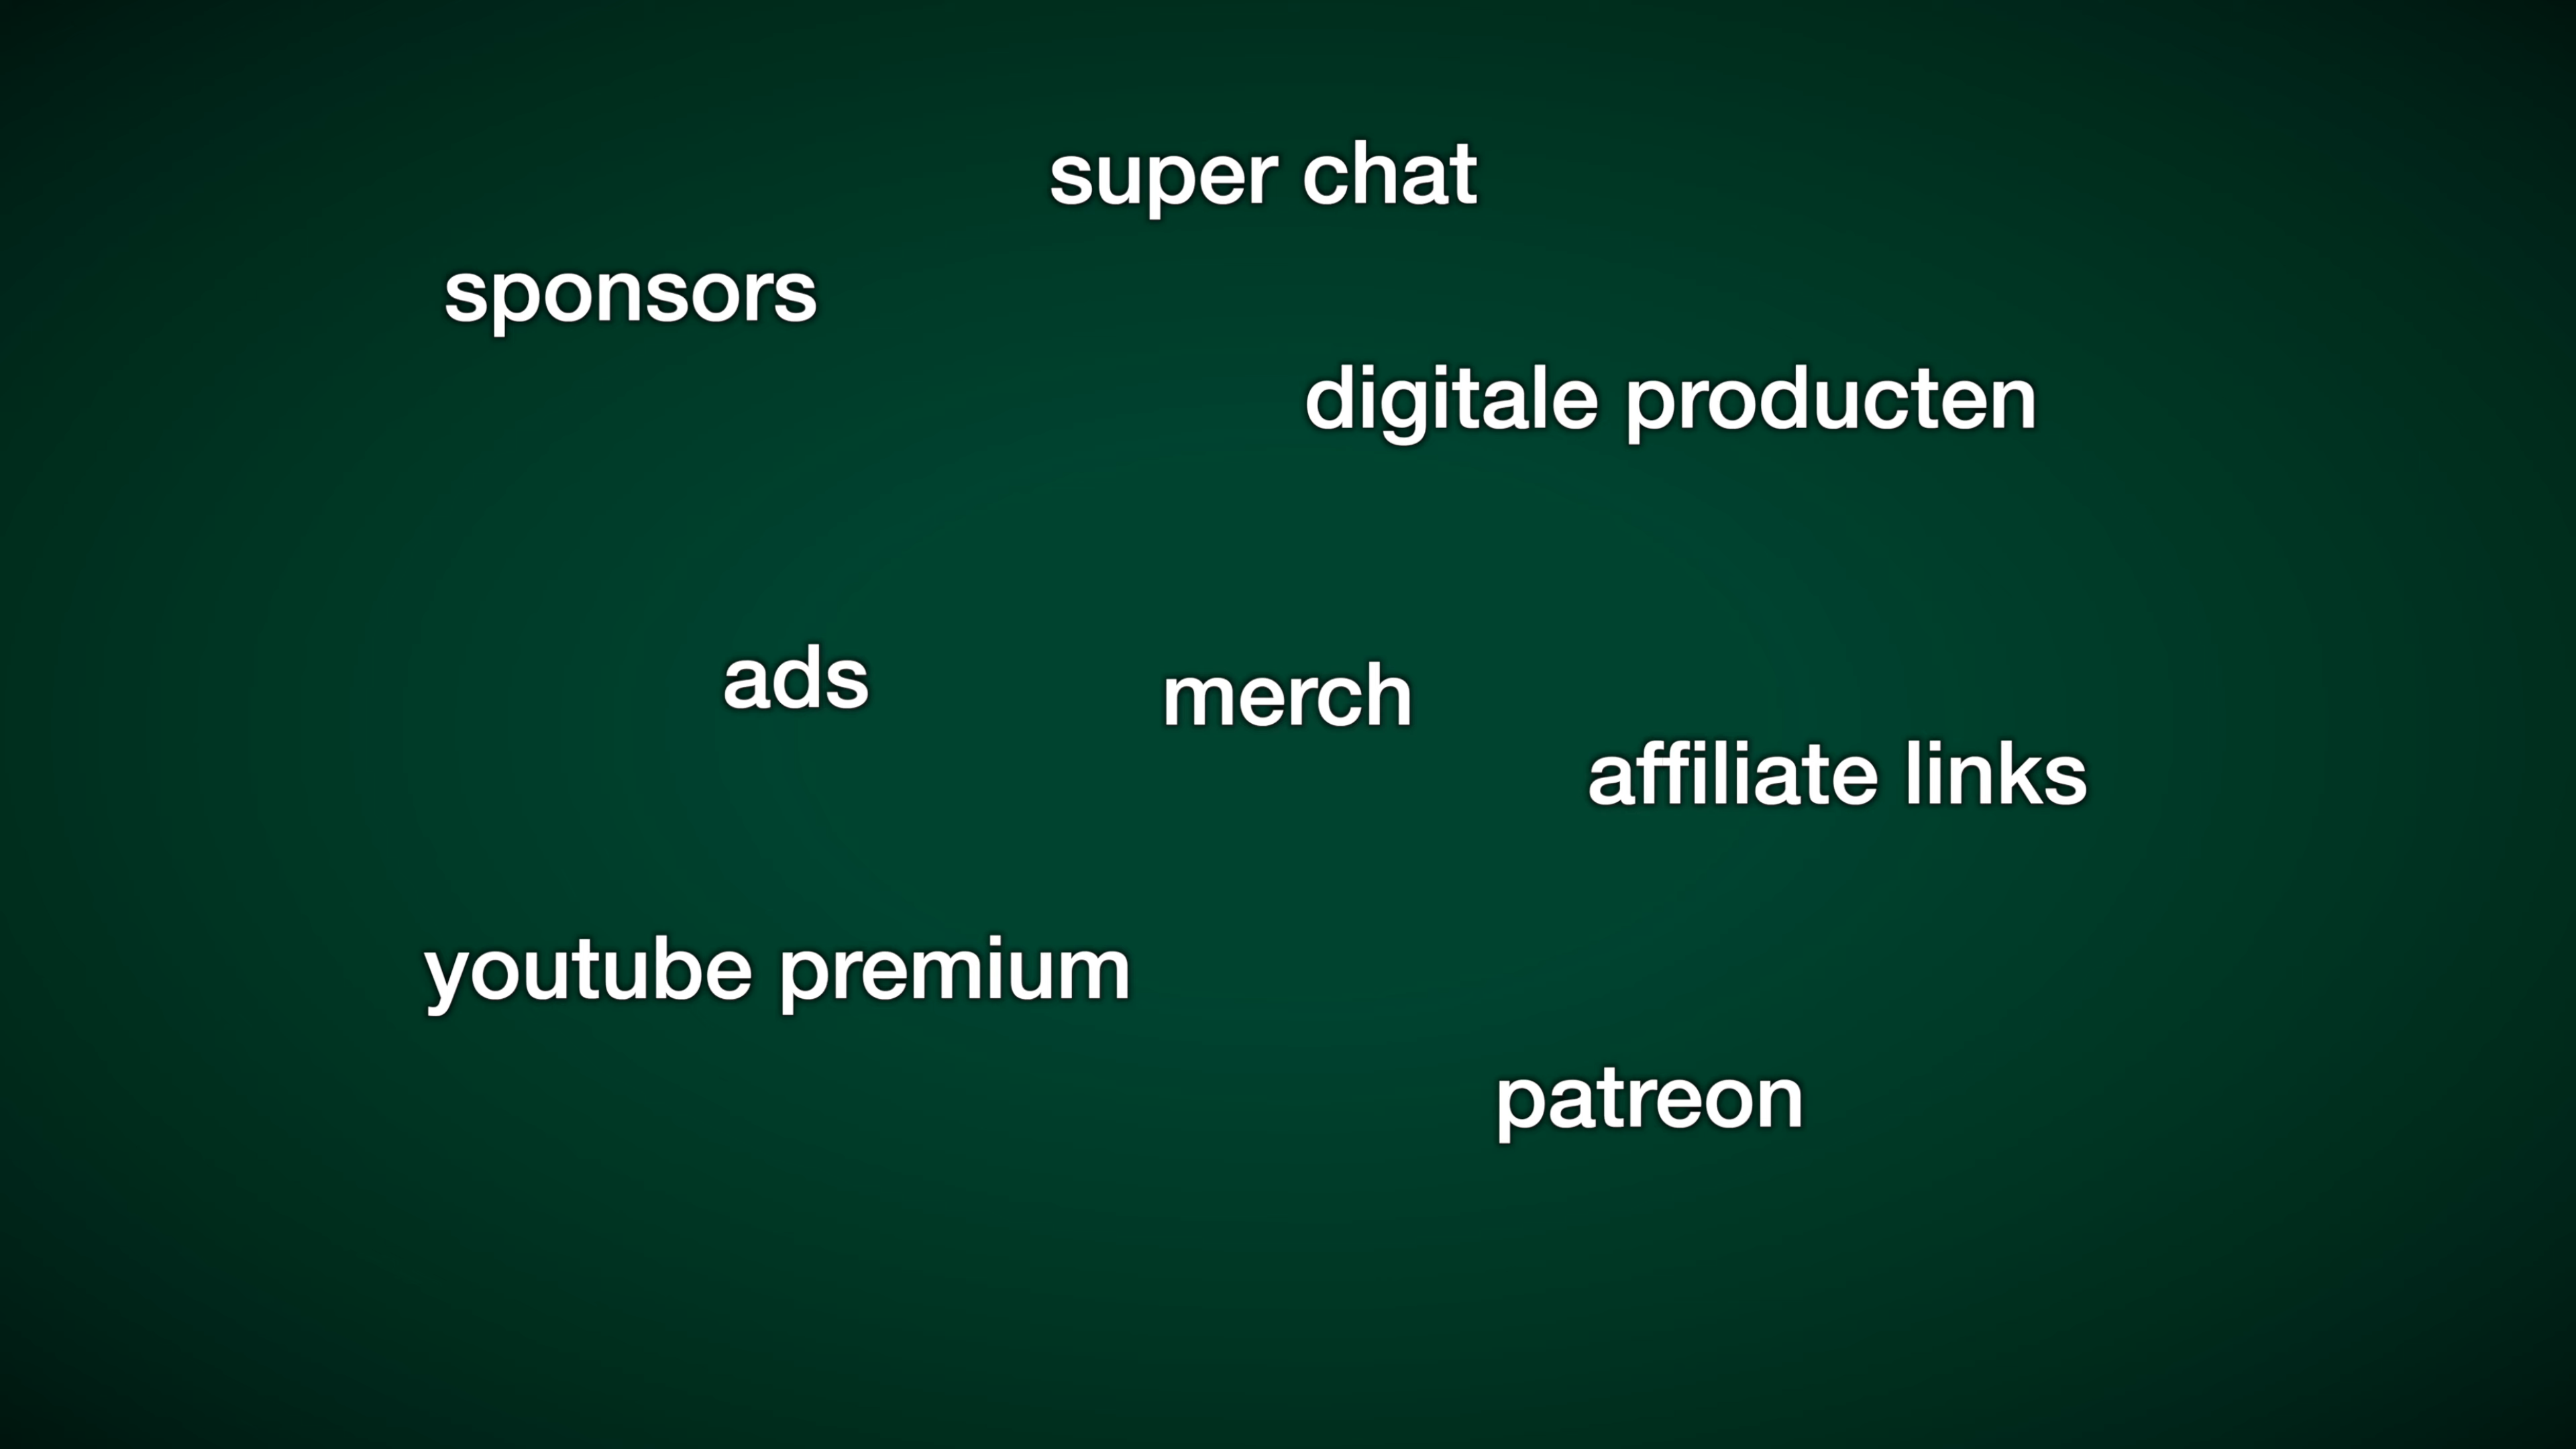 super chat
sponsors
digitale producten
ads
merch
affiliate links
youtube premium
patreon